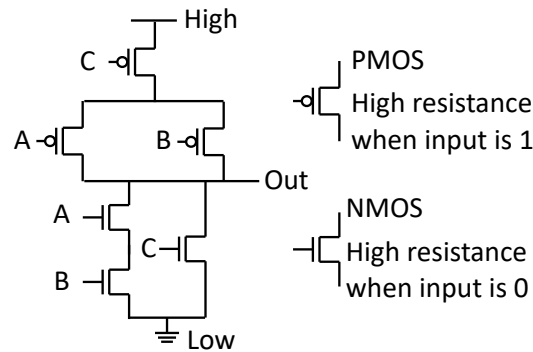 High
C
PMOS
High resistance
when input is 1
A
B
Out
A
NMOS
C
High resistance
when input is 0
B
Low